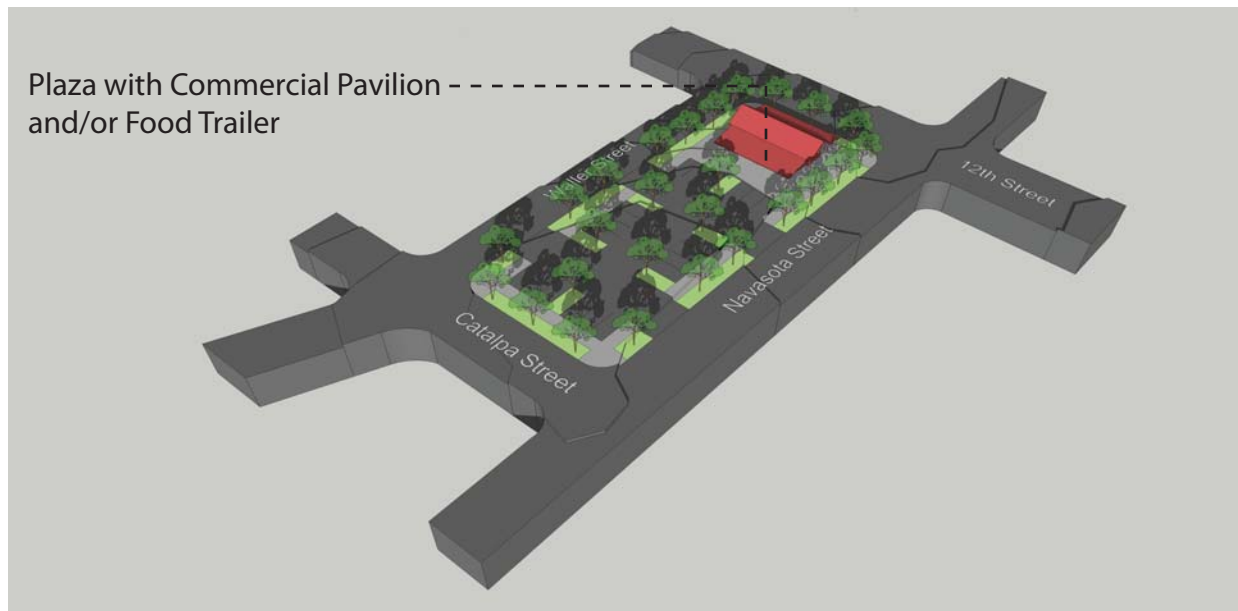 Plaza with Commercial Pavilion
and/or Food Trailer
Waller Street
12th Street
Navasota Street
Catalpa Street